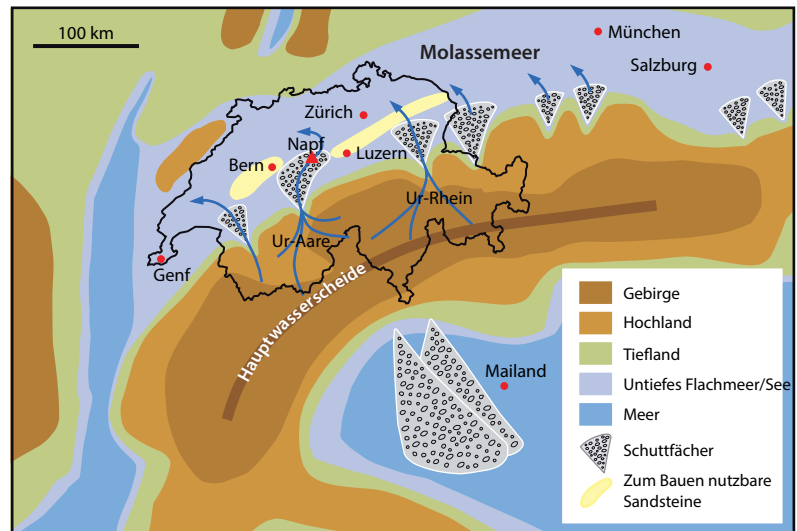 100 km
Molassemeer
München
Salzburg
Zürich
Napf
Luzern
Bern
Ur-Rhein
Ur-Aare
Genf
Hauptwasserscheide
Mailand
Gebirge
Hochland
Tiefland
Untiefes Flachmeer/See
Meer
Schuttfächer
Zum Bauen nutzbare
Sandsteine